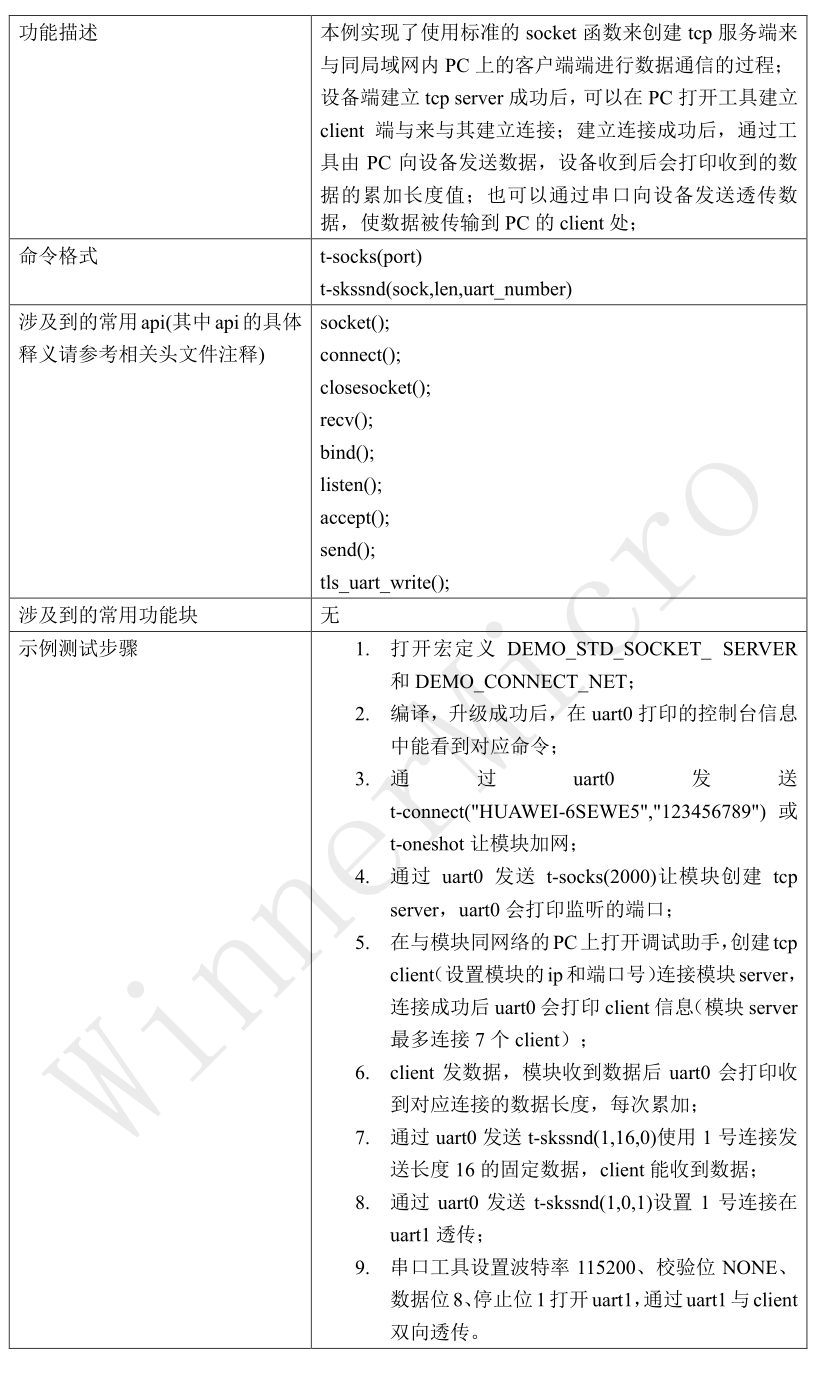 功能描述
本例实现了使用标准的 socket 函数来创建 tcp 服务端来
与同局域网内 PC 上的客户端端进行数据通信的过程；
设备端建立 tcp server 成功后，可以在 PC 打开工具建立
client 端与来与其建立连接；建立连接成功后，通过工
具由 PC 向设备发送数据，设备收到后会打印收到的数
据的累加长度值；也可以通过串口向设备发送透传数
据，使数据被传输到 PC 的 client 处；
命令格式
t-socks(port)
t-skssnd(sock,len,uart_number)
涉及到的常用 api(其中 api 的具体
释义请参考相关头文件注释)
socket();
connect();
closesocket();
recv();
bind();
listen();
accept();
send();
tls_uart_write();
涉及到的常用功能块
无
示例测试步骤
1. 打开宏定义 DEMO_STD_SOCKET_ SERVER
和 DEMO_CONNECT_NET；
2. 编译，升级成功后，在 uart0 打印的控制台信息
中能看到对应命令；
3. 通 过 uart0 发 送
t-connect("HUAWEI-6SEWE5","123456789") 或
t-oneshot 让模块加网；
4. 通过 uart0 发送 t-socks(2000)让模块创建 tcp
server，uart0 会打印监听的端口；
5. 在与模块同网络的 PC 上打开调试助手，创建 tcp
client（设置模块的 ip 和端口号）连接模块 server，
连接成功后 uart0 会打印 client 信息（模块 server
最多连接 7 个 client）；
6. client 发数据，模块收到数据后 uart0 会打印收
到对应连接的数据长度，每次累加；
7. 通过 uart0 发送 t-skssnd(1,16,0)使用 1 号连接发
送长度 16 的固定数据，client 能收到数据；
8. 通过 uart0 发送 t-skssnd(1,0,1)设置 1 号连接在
uart1 透传；
9. 串口工具设置波特率 115200、校验位 NONE、
数据位 8、停止位 1 打开 uart1，通过 uart1 与 client
双向透传。
WinnerMicro